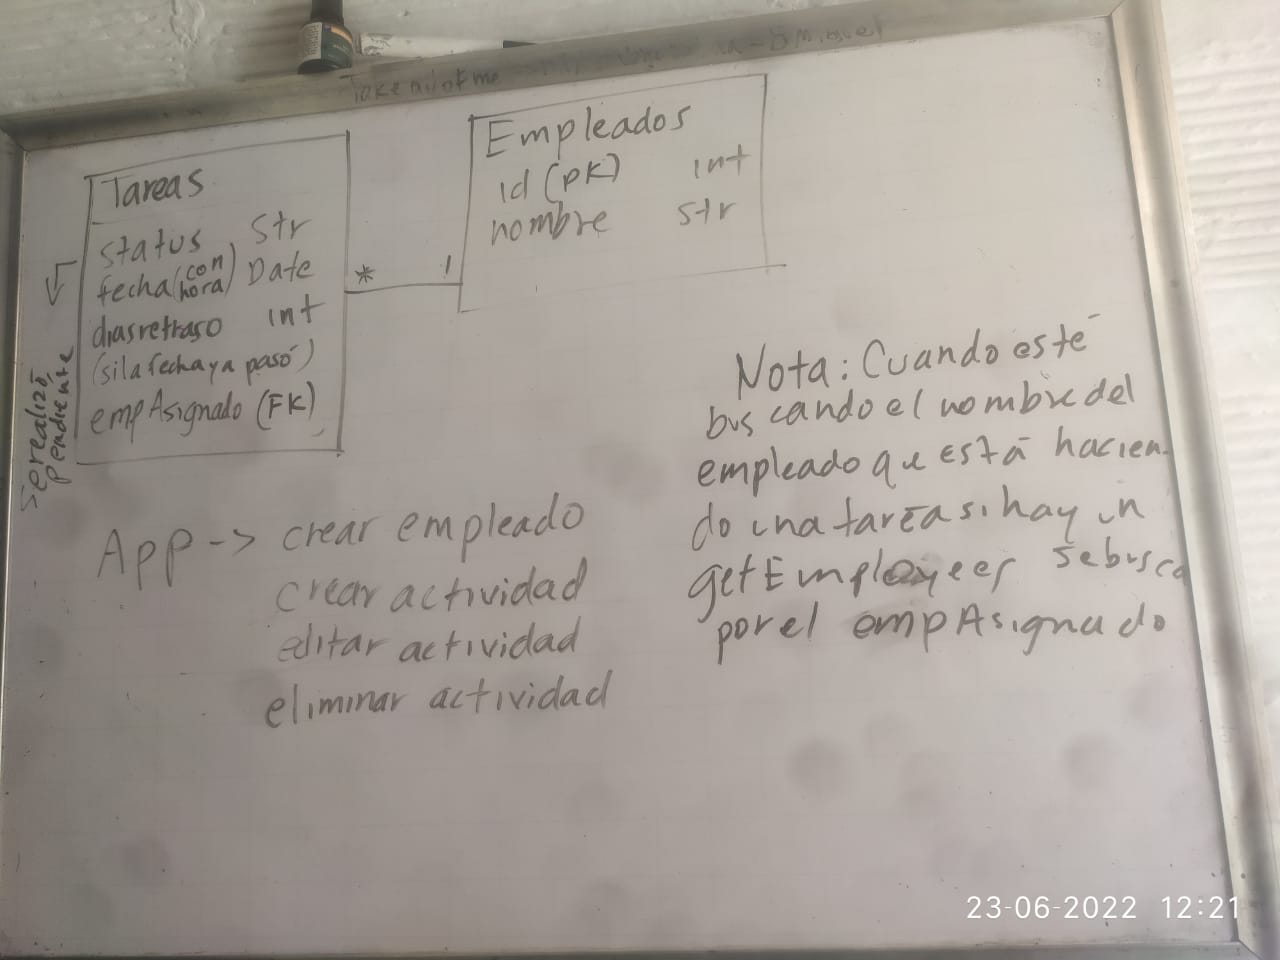 Take
Tareas
status str
fecha (con hora) Date
diasretraso int
(si la fecha ya pasó)
empAsignado (FK)
Se realizó,
pendiente
* 1
Empleados
id (PK) int
nombre str
App -> crear empleado
crear actividad
editar actividad
eliminar actividad
Nota: Cuando esté
buscando el nombre del
empleado que está hacien-
do una tarea si hay un
getEmployees se busca
por el empAsignado
23-06-2022 12:21